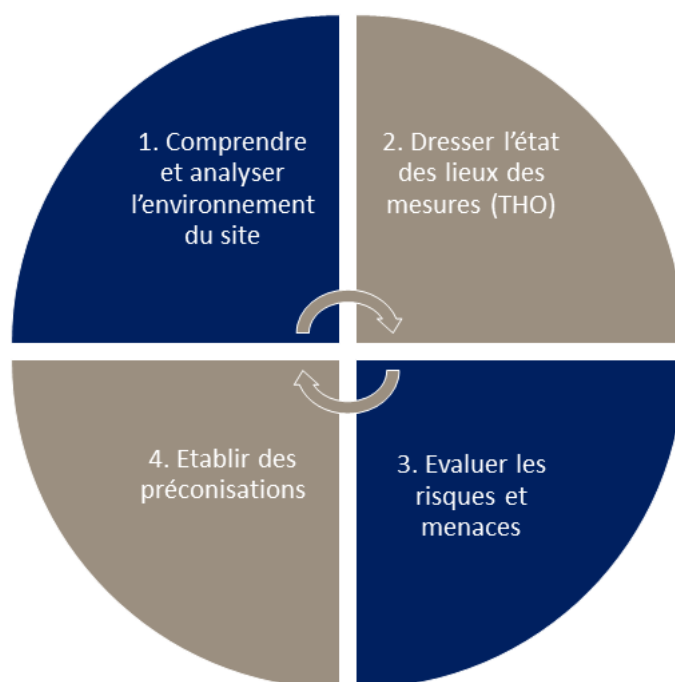 1. Comprendre
et analyser
l’environnement
du site
2. Dresser l’état
des lieux des
mesures (THO)
3. Evaluer les
risques et
menaces
4. Etablir des
préconisations